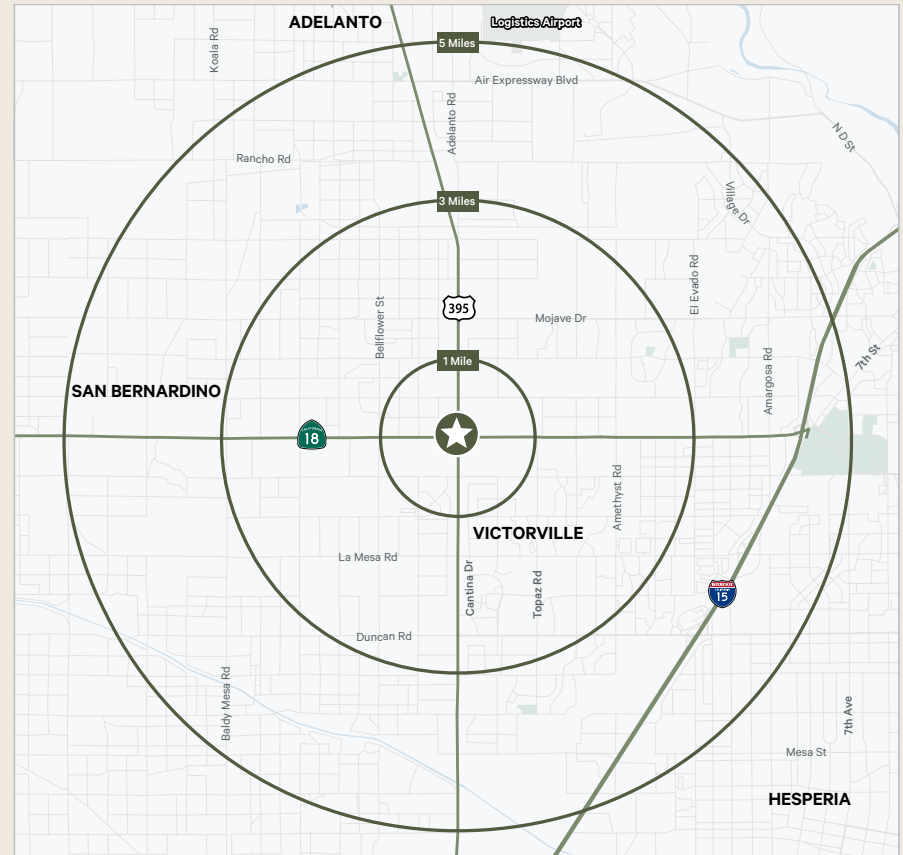 ADELANTO
Logistics Airport
Koala Rd
5 Miles
Air Expressway Blvd
Adelanto Rd
N D St
Rancho Rd
Village Dr
3 Miles
El Evado Rd
395
Bellflower St
Mojave Dr
7th St
1 Mile
Amargosa Rd
SAN BERNARDINO
CALIFORNIA
18
Amethyst Rd
VICTORVILLE
La Mesa Rd
Cantina Dr
Topaz Rd
INTERSTATE
CALIFORNIA
15
Duncan Rd
Baldy Mesa Rd
7th Ave
Mesa St
HESPERIA